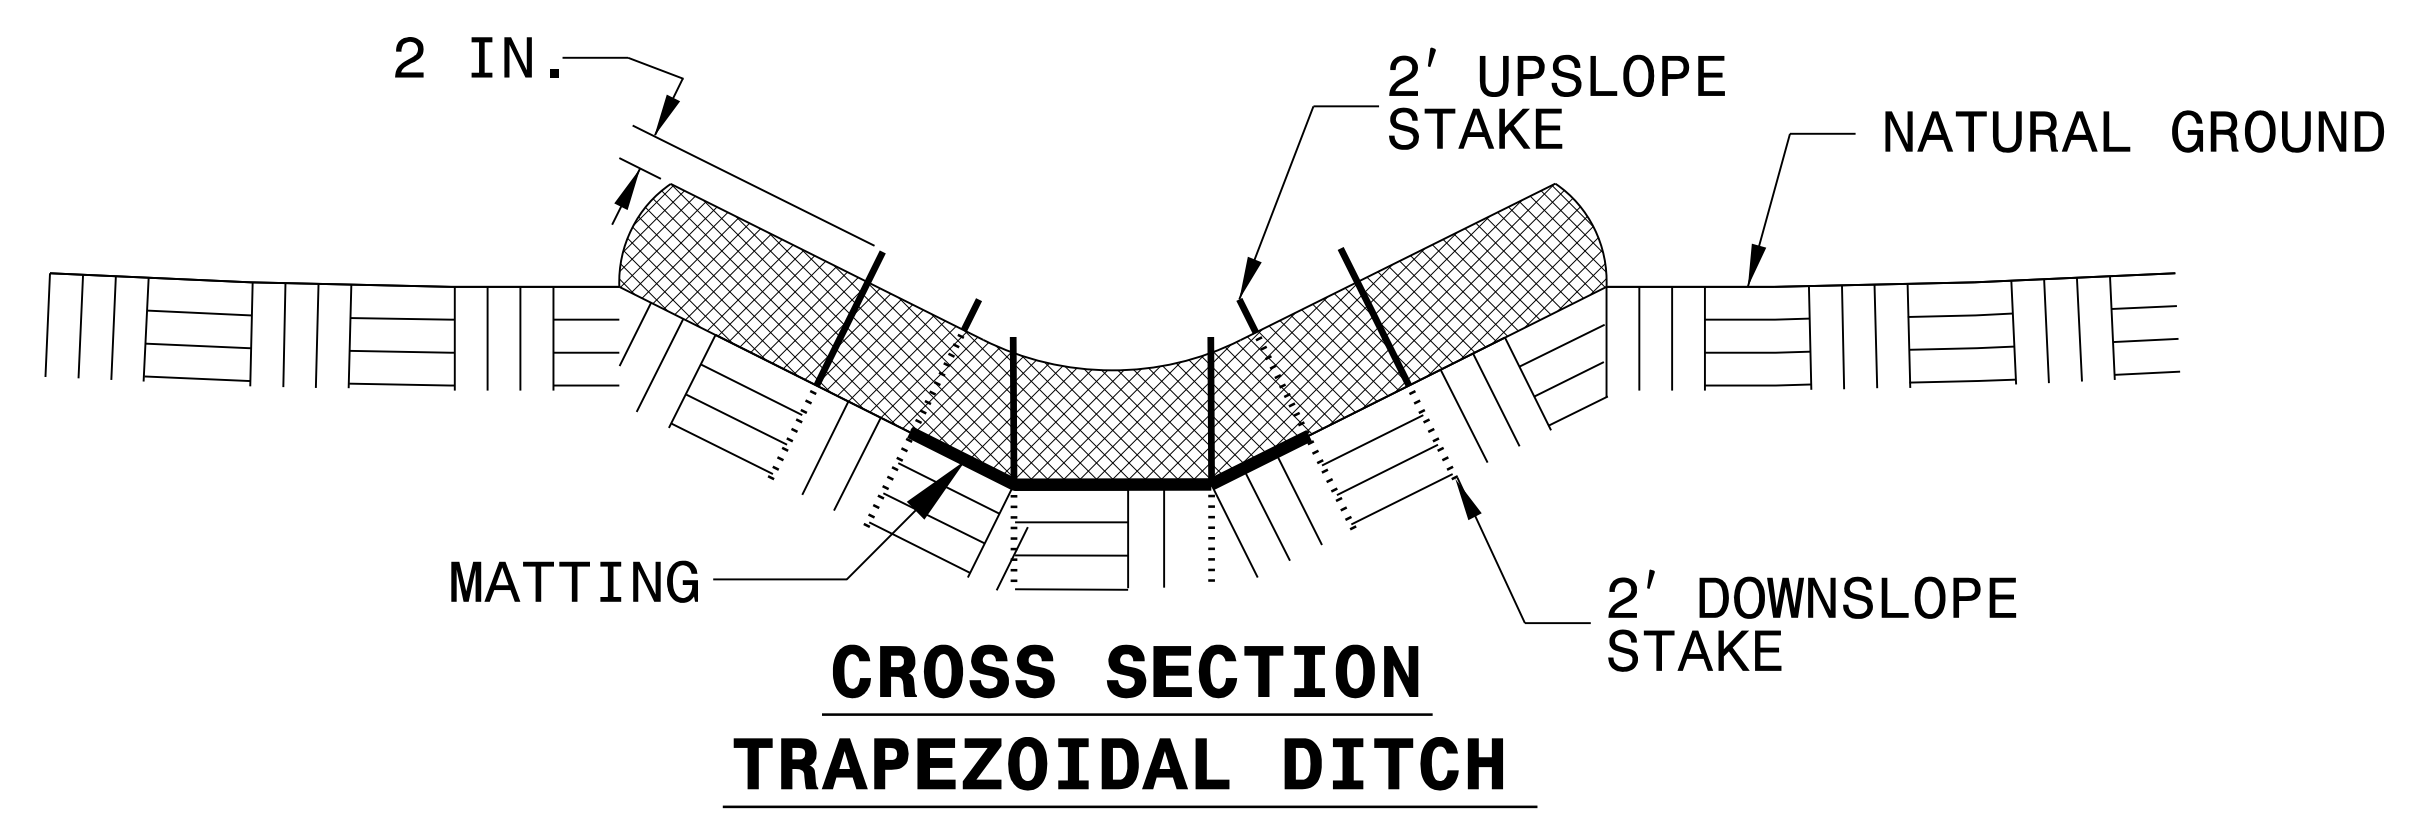 2 IN.
2' UPSLOPE
STAKE
NATURAL GROUND
MATTING
2' DOWNSLOPE
STAKE
CROSS SECTION
TRAPEZOIDAL DITCH